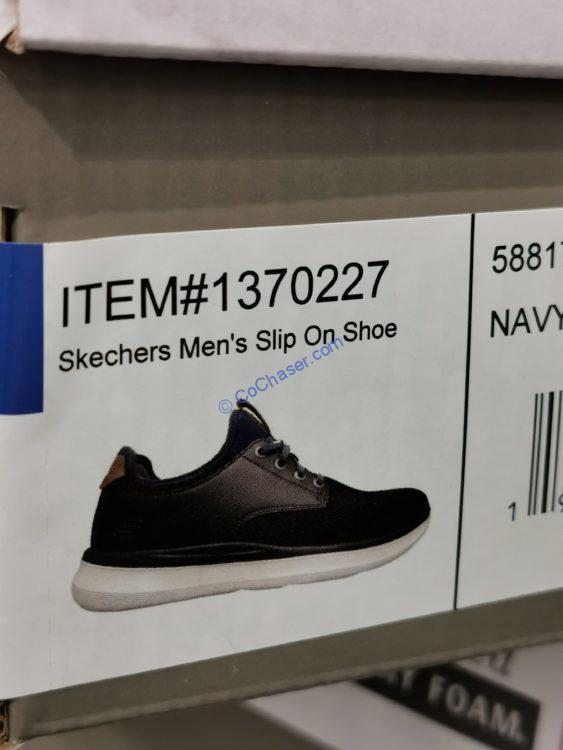 ITEM#1370227
Skechers Men's Slip On Shoe
© CoChaser.com
5881
NAVY
1
FOAM.